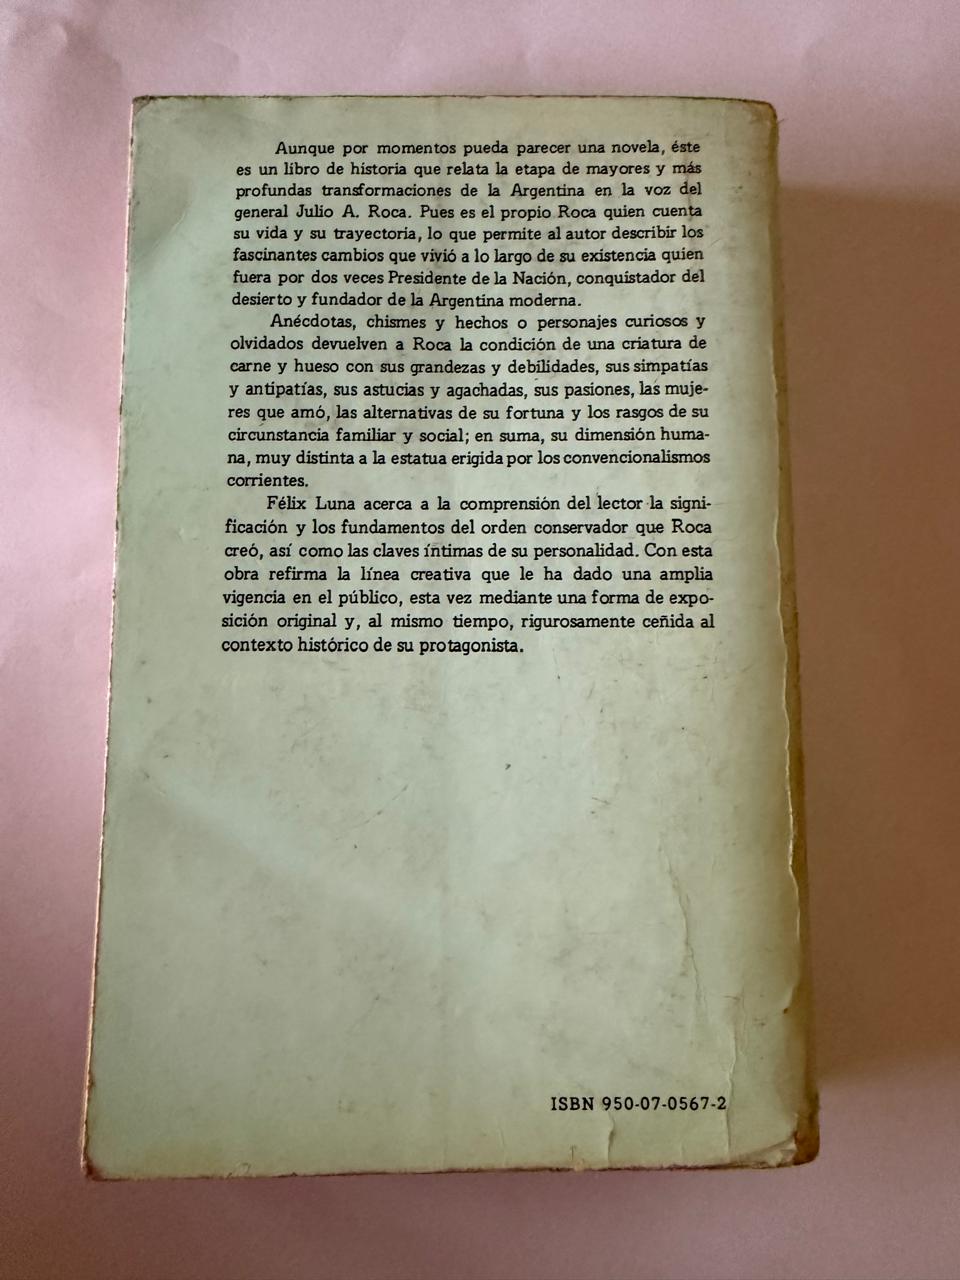 Aunque por momentos pueda parecer una novela, éste
es un libro de historia que relata la etapa de mayores y más
profundas transformaciones de la Argentina en la voz del
general Julio A. Roca. Pues es el propio Roca quien cuenta
su vida y su trayectoria, lo que permite al autor describir los
fascinantes cambios que vivió a lo largo de su existencia quien
fuera por dos veces Presidente de la Nación, conquistador del
desierto y fundador de la Argentina moderna.
Anécdotas, chismes y hechos o personajes curiosos y
olvidados devuelven a Roca la condición de una criatura de
carne y hueso con sus grandezas y debilidades, sus simpatías
y antipatías, sus astucias y agachadas, sus pasiones, las muje-
res que amó, las alternativas de su fortuna y los rasgos de su
circunstancia familiar y social; en suma, su dimensión huma-
na, muy distinta a la estatua erigida por los convencionalismos
corrientes.
Félix Luna acerca a la comprensión del lector la signi-
ficación y los fundamentos del orden conservador que Roca
creó, así como las claves íntimas de su personalidad. Con esta
obra refirma la línea creativa que le ha dado una amplia
vigencia en el público, esta vez mediante una forma de expo-
sición original y, al mismo tiempo, rigurosamente ceñida al
contexto histórico de su protagonista.
ISBN 950-07-0567-2